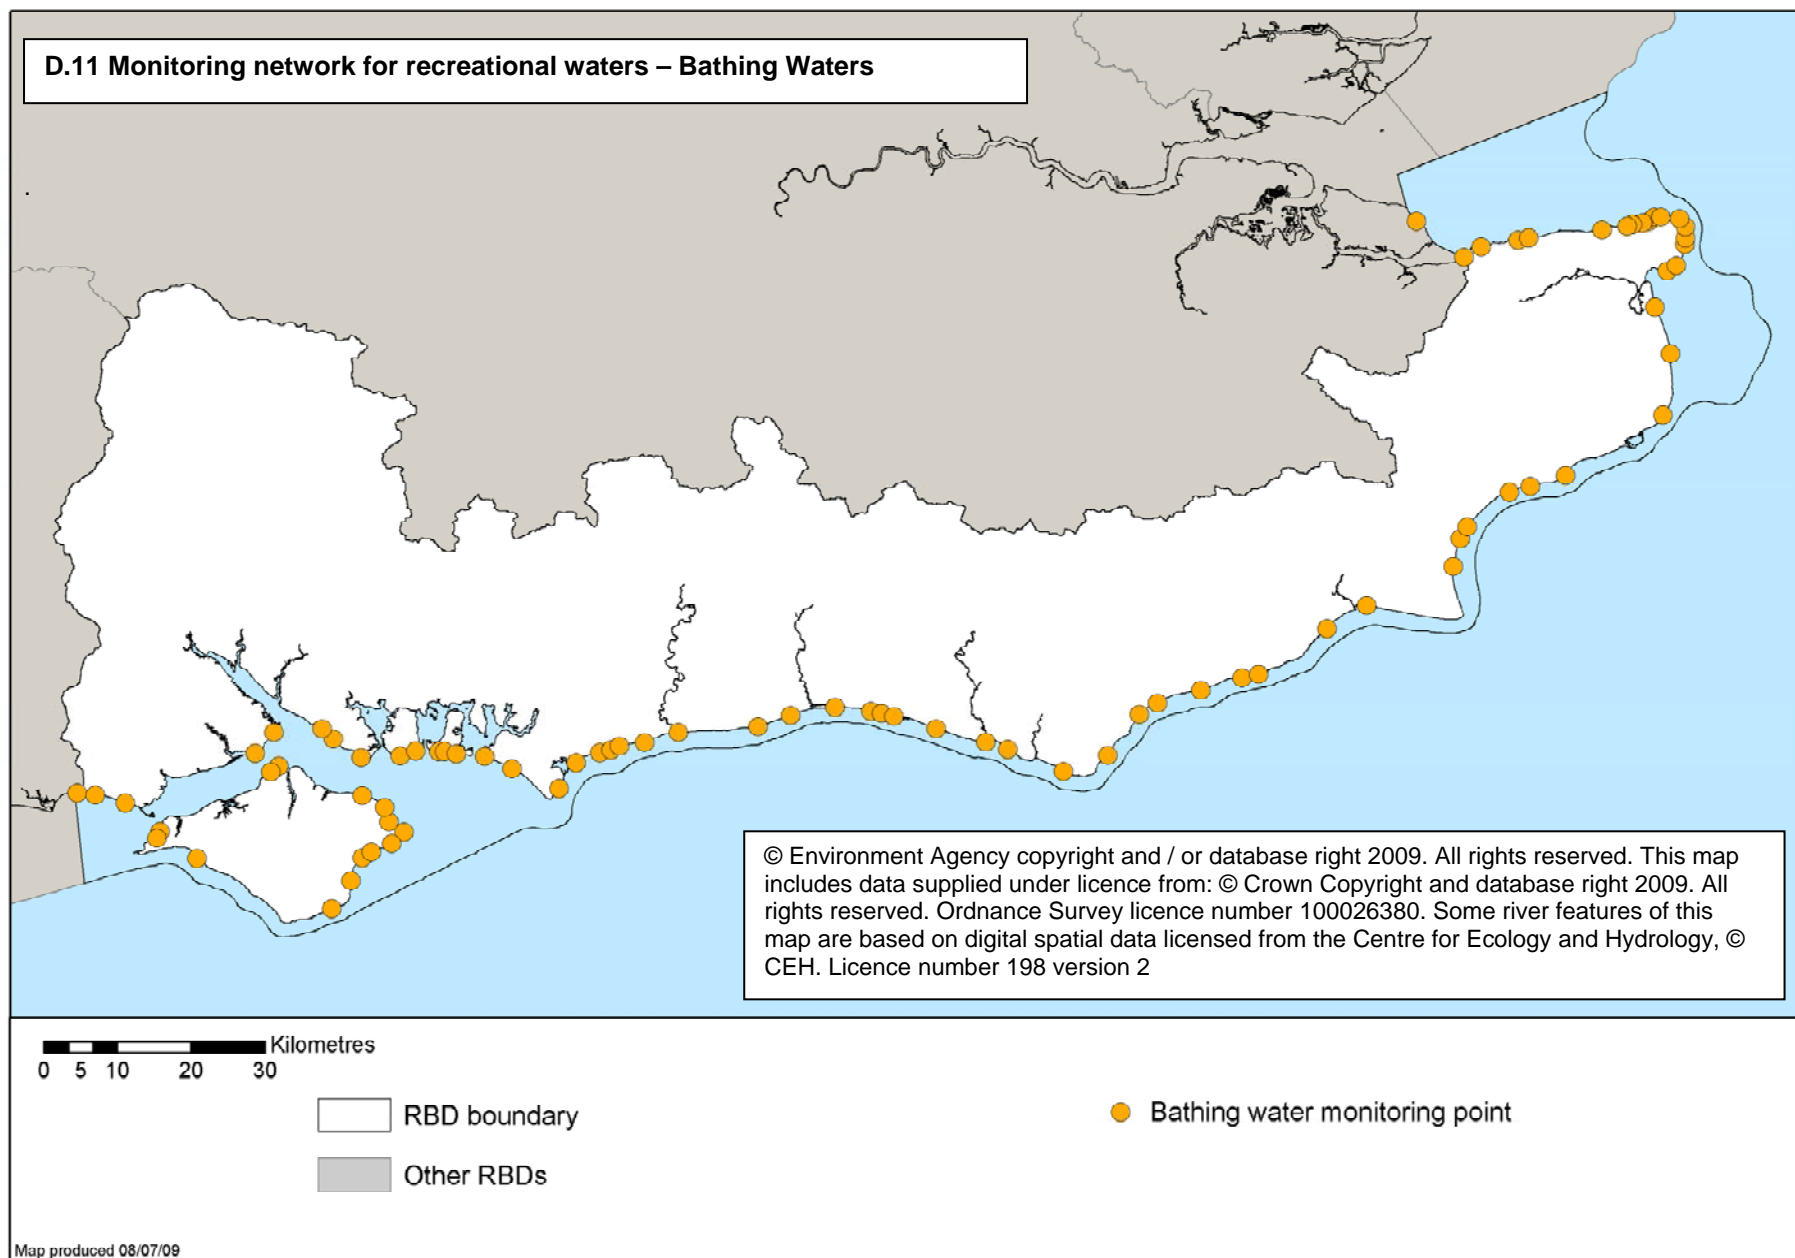 D.11 Monitoring network for recreational waters – Bathing Waters
© Environment Agency copyright and / or database right 2009. All rights reserved. This map
includes data supplied under licence from: © Crown Copyright and database right 2009. All
rights reserved. Ordnance Survey licence number 100026380. Some river features of this
map are based on digital spatial data licensed from the Centre for Ecology and Hydrology, ©
CEH. Licence number 198 version 2
Kilometres
0 5 10 20 30
RBD boundary
Bathing water monitoring point
Other RBDs
Map produced 08/07/09